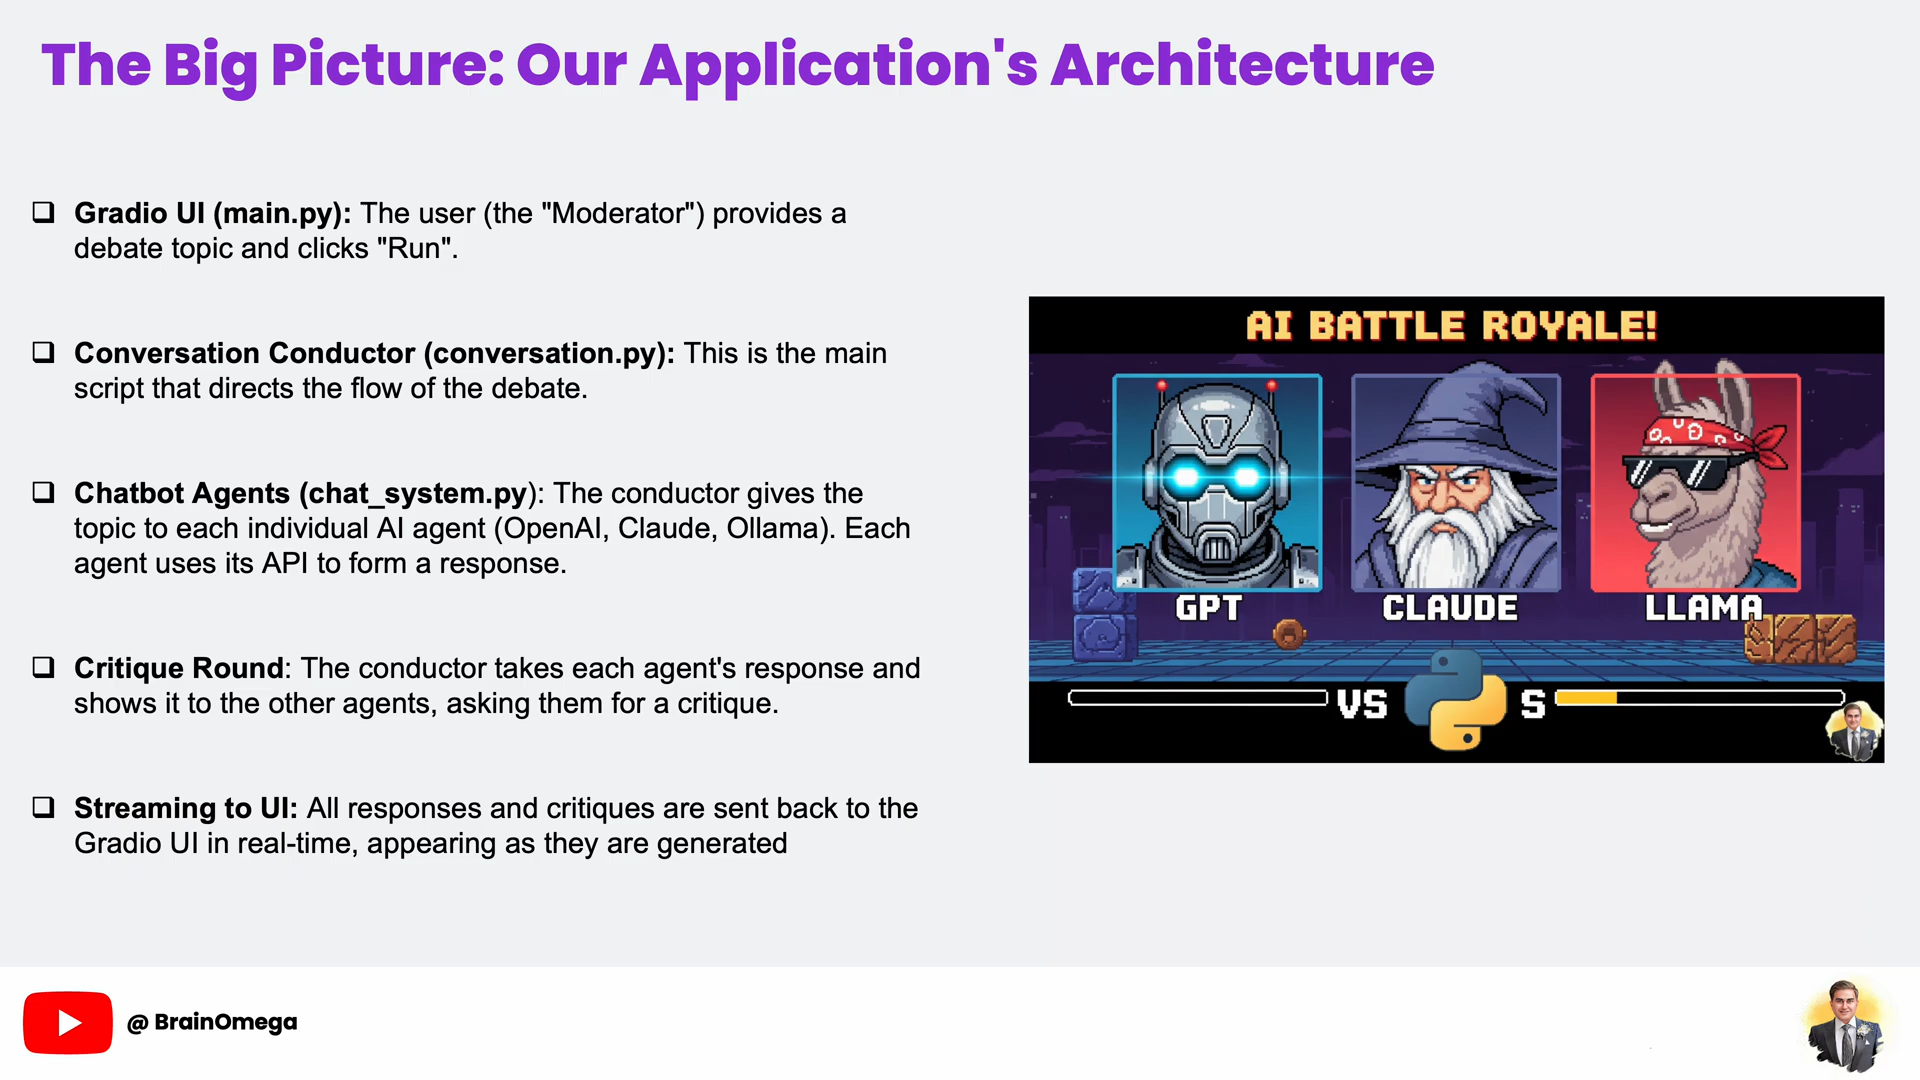 The Big Picture: Our Application's Architecture
Gradio UI (main.py): The user (the "Moderator") provides a
debate topic and clicks "Run".
Conversation Conductor (conversation.py): This is the main
script that directs the flow of the debate.
Chatbot Agents (chat_system.py): The conductor gives the
topic to each individual AI agent (OpenAI, Claude, Ollama). Each
agent uses its API to form a response.
Critique Round: The conductor takes each agent's response and
shows it to the other agents, asking them for a critique.
Streaming to UI: All responses and critiques are sent back to the
Gradio UI in real-time, appearing as they are generated
AI BATTLE ROYALE!
GPT
CLAUDE
LLAMA
VS
S
@ BrainOmega